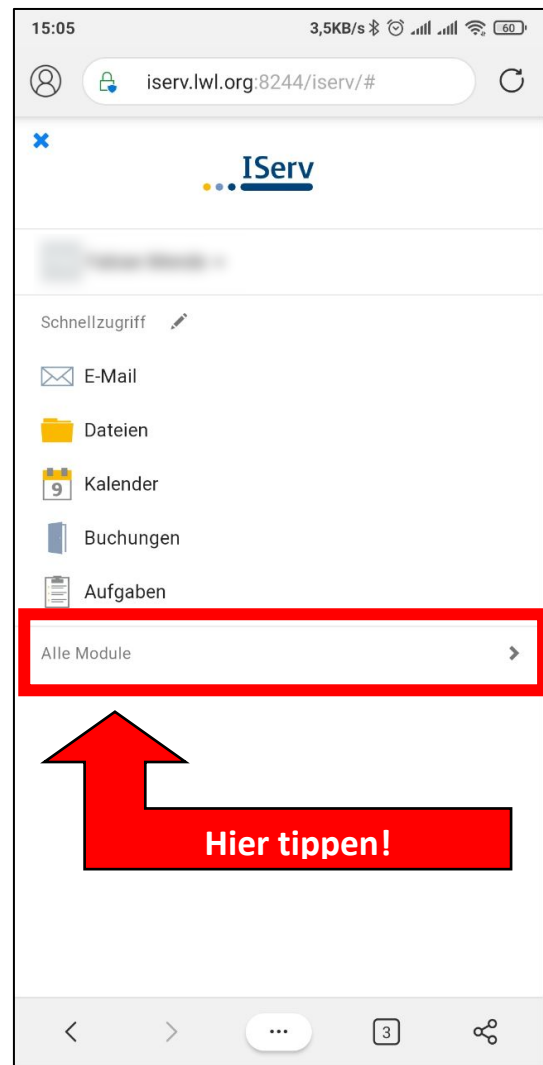 15:05 3,5KB/s 60
iserv.lwl.org:8244/iserv/#
IServ
Schnellzugriff
E-Mail
Dateien
9 Kalender
Buchungen
Aufgaben
Alle Module
Hier tippen!
3